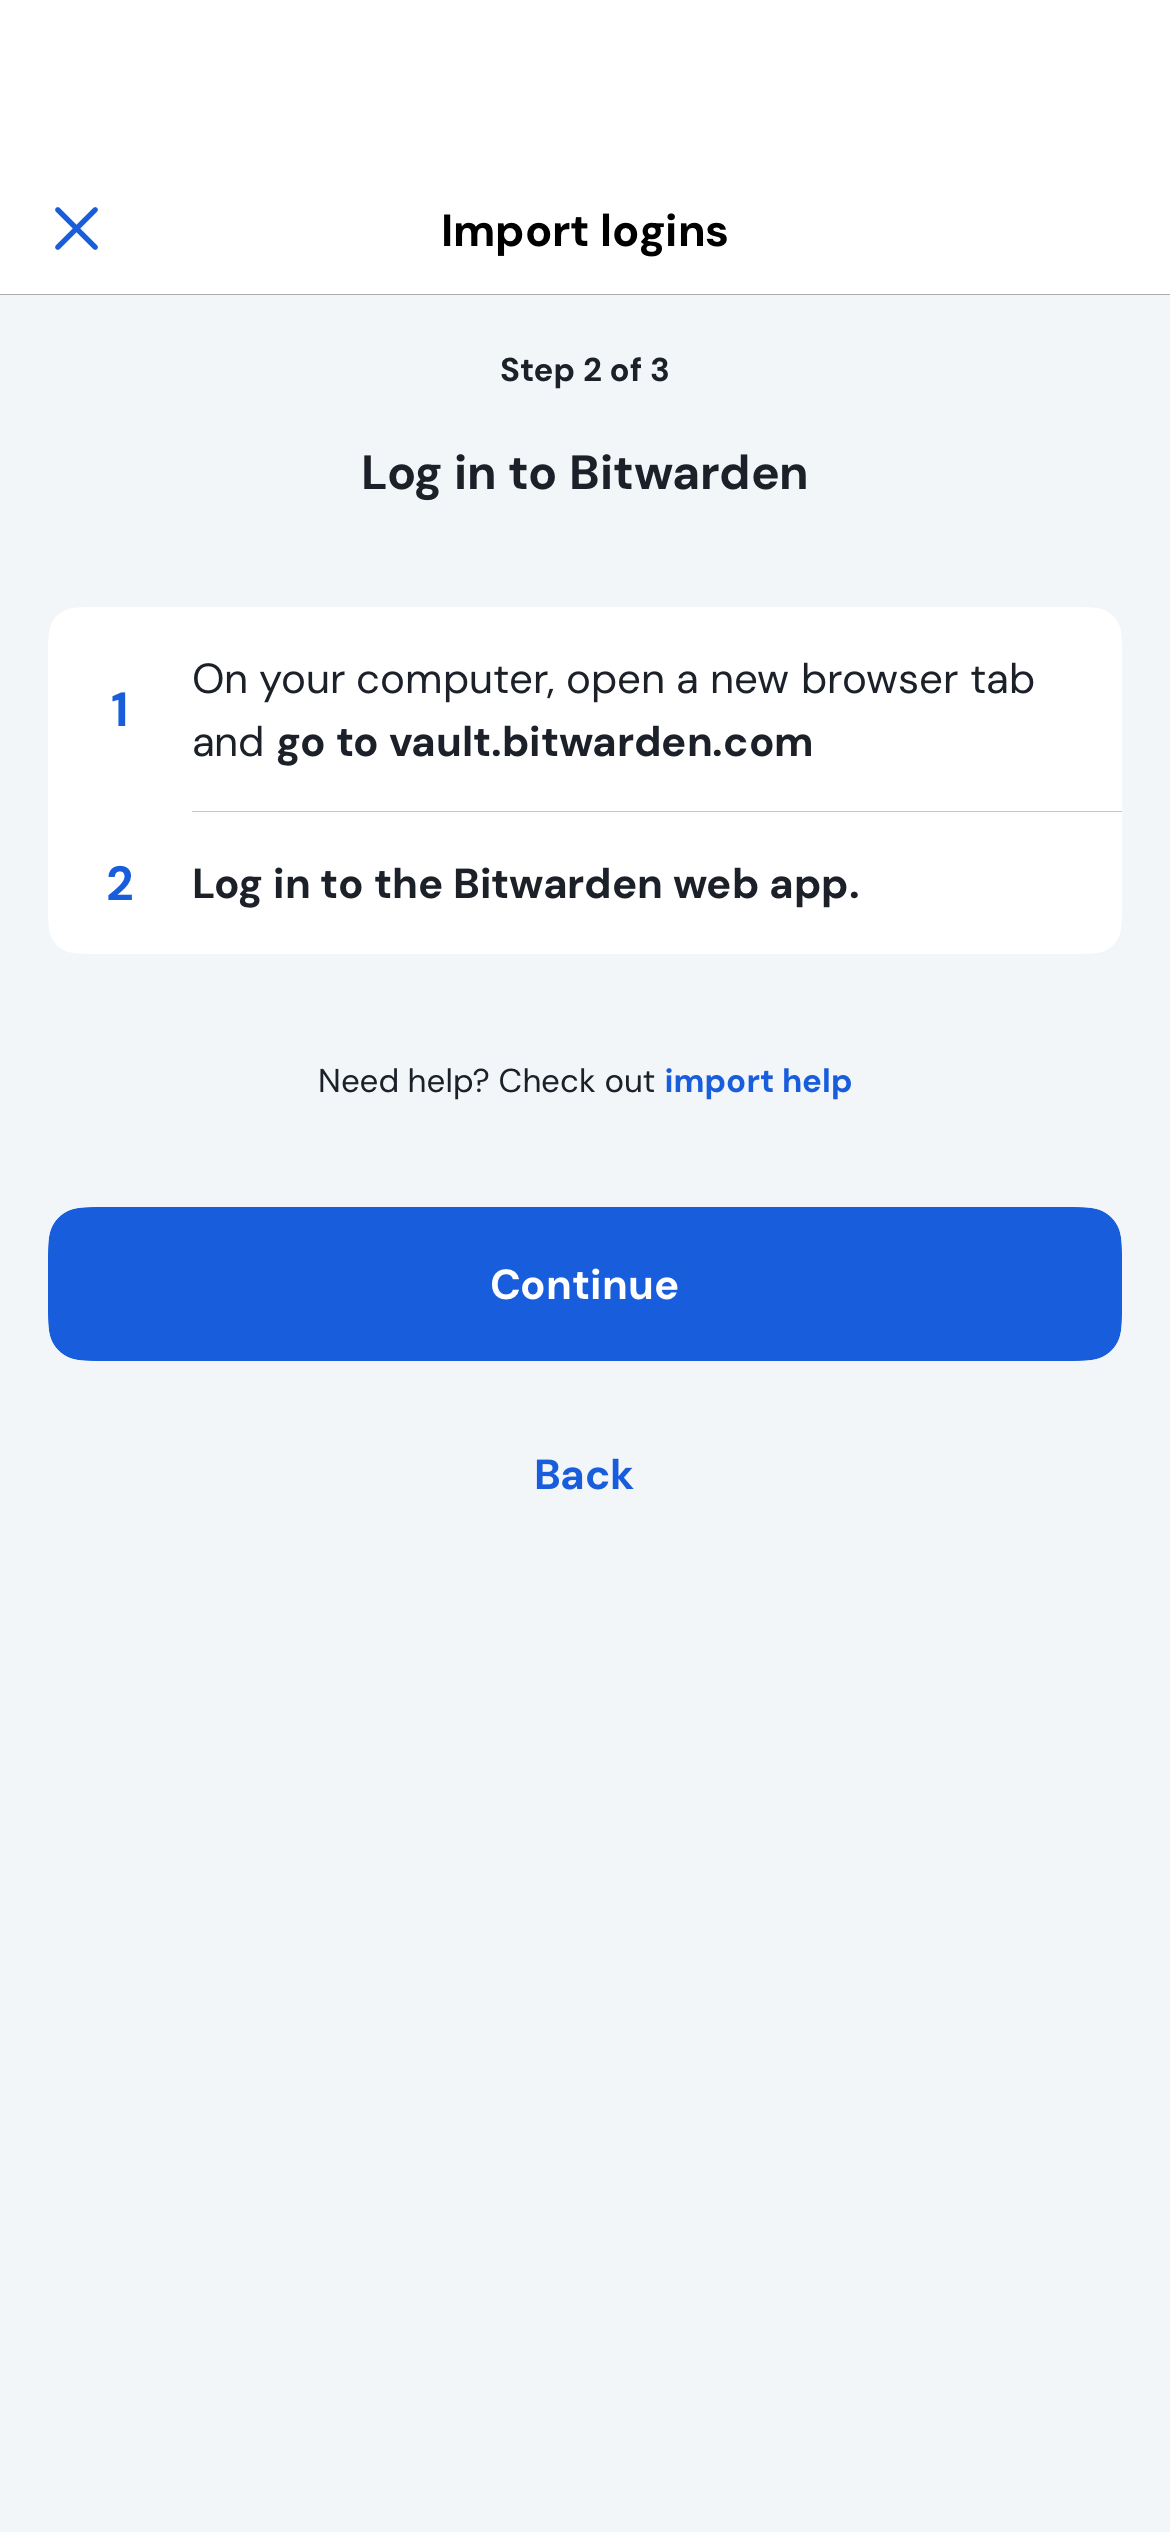 Import logins
Step 2 of 3
Log in to Bitwarden
1
On your computer, open a new browser tab
and go to vault.bitwarden.com
2
Log in to the Bitwarden web app.
Need help? Check out import help
Continue
Back